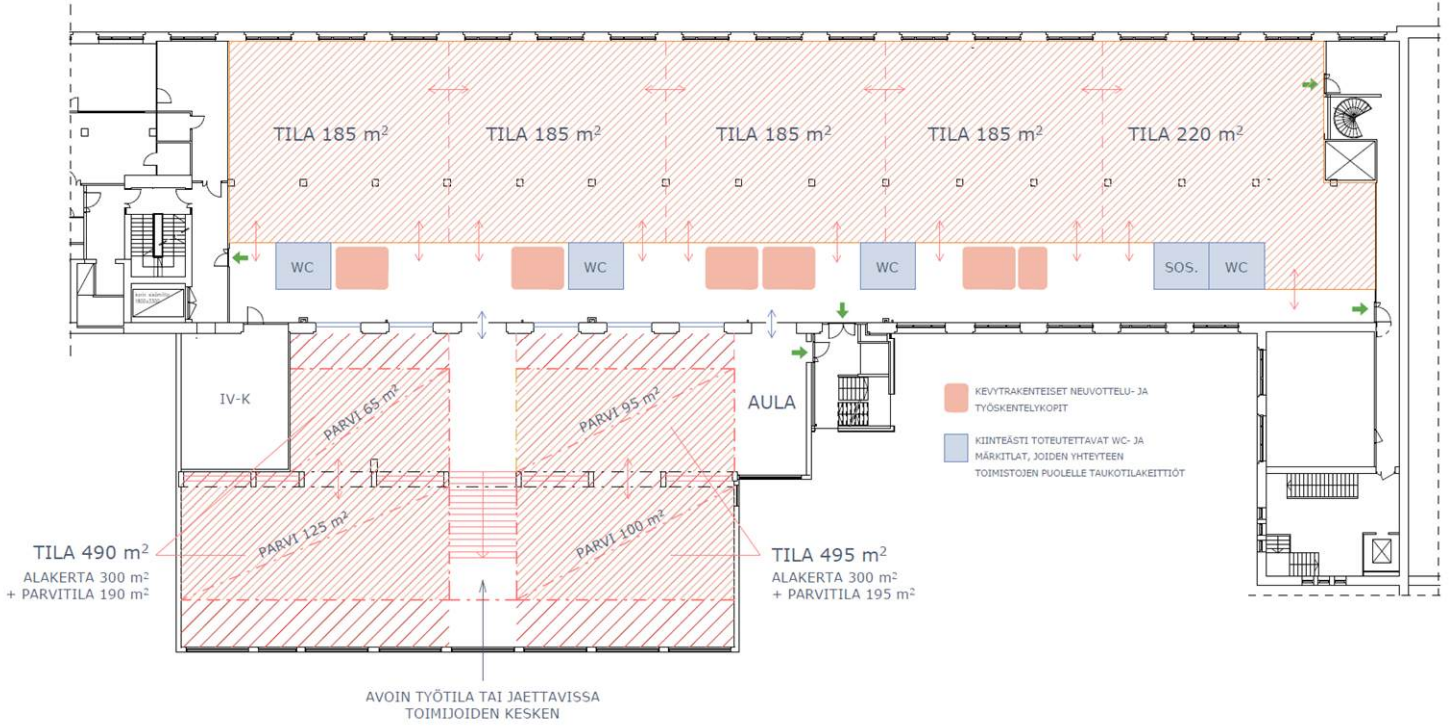 TILA 185 m²
TILA 185 m²
TILA 185 m²
TILA 185 m²
TILA 220 m²
WC
WC
WC
SOS.
WC
IV-K
PARVI 65 m²
PARVI 95 m²
AULA
KEVYTRAKENTEISET NEUVOTTELU- JA
TYÖSKENTELYKOPIT
KIINTEÄSTI TOTEUTETTAVAT WC- JA
MÄRKITLAT, JOIDEN YHTEYTEEN
TOIMISTOJEN PUOLELLE TAUKOTILAKEITTIÖT
PARVI 125 m²
PARVI 100 m²
TILA 490 m²
ALAKERTA 300 m²
+ PARVITILA 190 m²
TILA 495 m²
ALAKERTA 300 m²
+ PARVITILA 195 m²
AVOIN TYÖTILA TAI JAETTAVISSA
TOIMIJOIDEN KESKEN